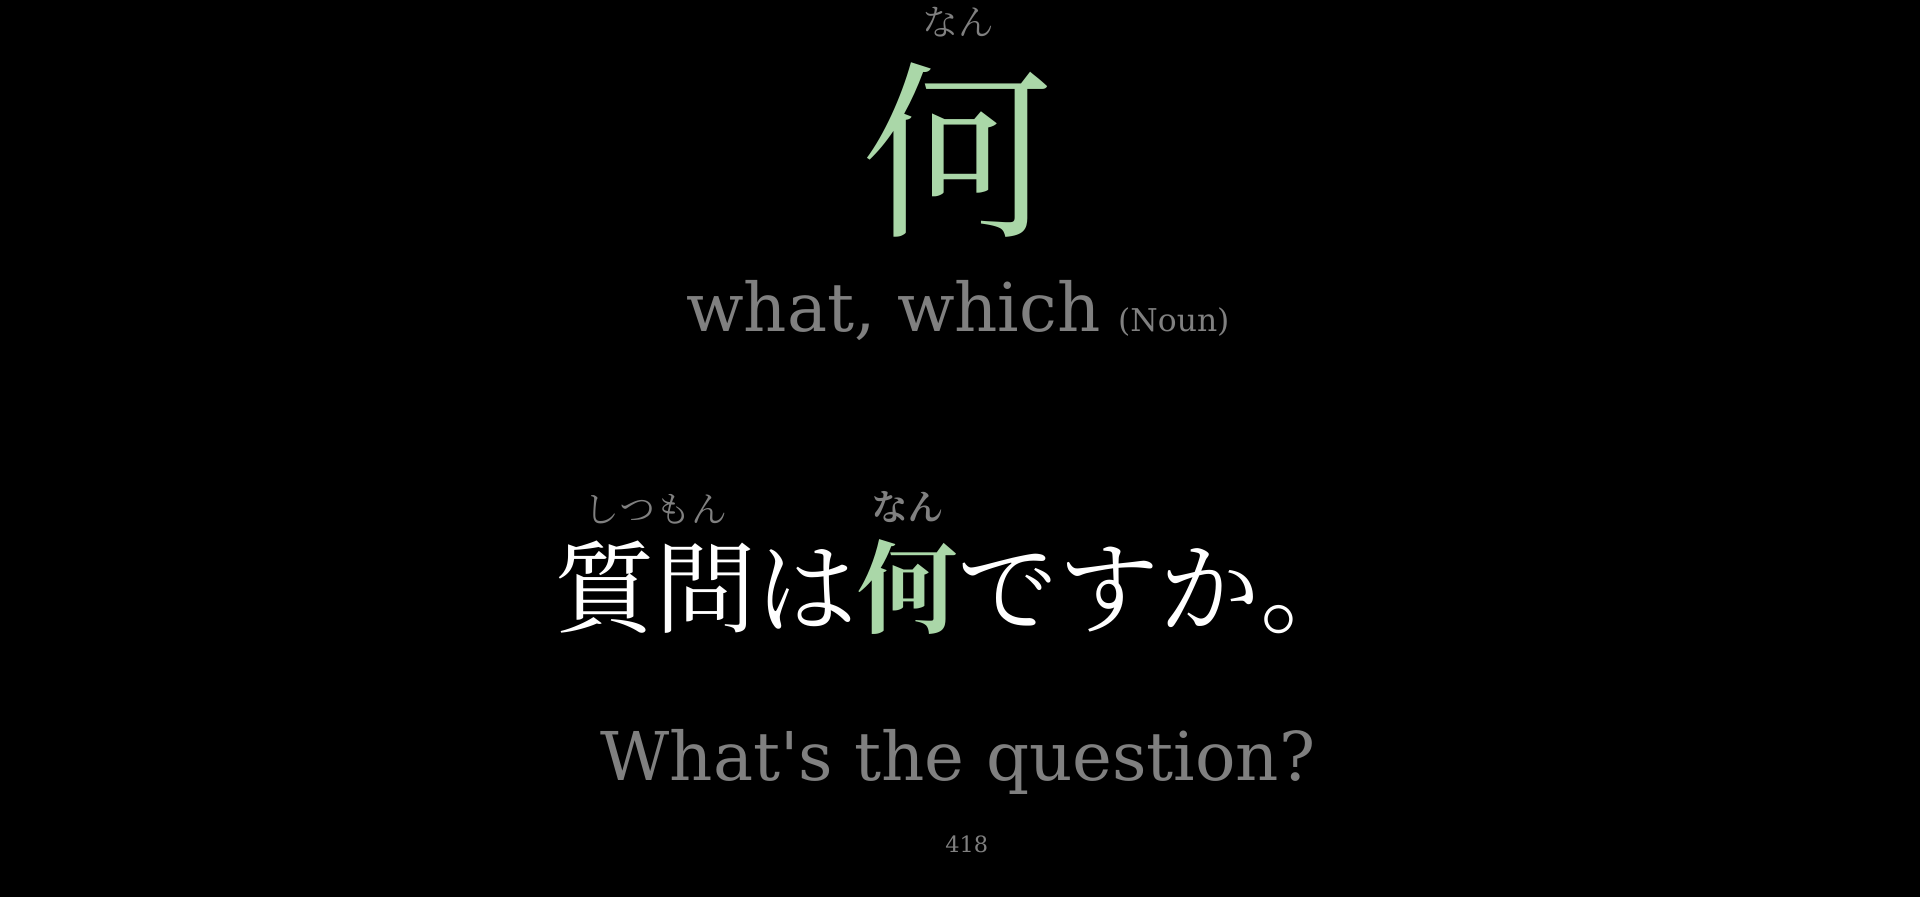 なん
何
what, which (Noun)
しつもん なん
質問は何ですか。
What's the question?
418